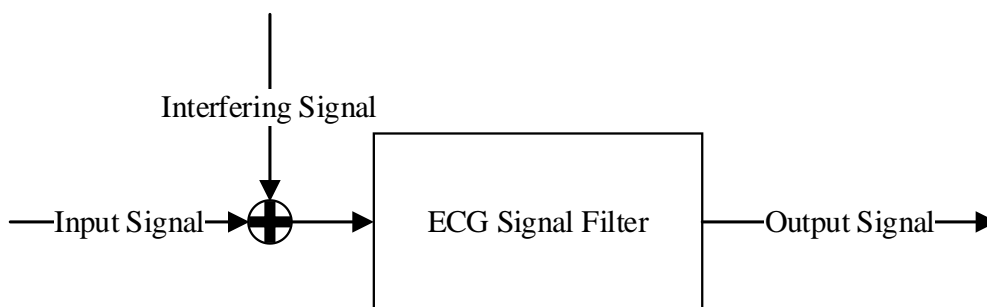 Interfering Signal
Input Signal
ECG Signal Filter
Output Signal